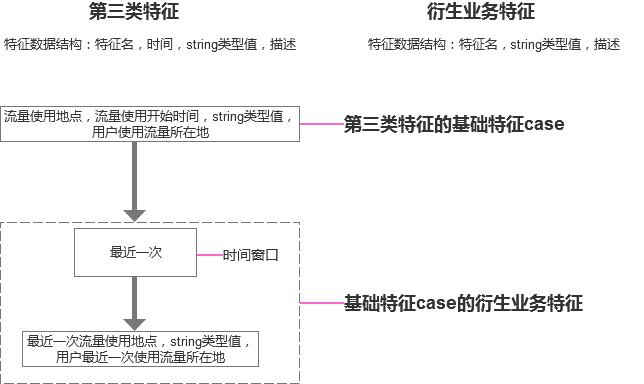 第三类特征
衍生业务特征
特征数据结构：特征名，时间，string类型值，描述
特征数据结构：特征名，string类型值，描述
流量使用地点，流量使用开始时间，string类型值，
用户使用流量所在地
第三类特征的基础特征case
最近一次
时间窗口
基础特征case的衍生业务特征
最近一次流量使用地点，string类型值，
用户最近一次使用流量所在地